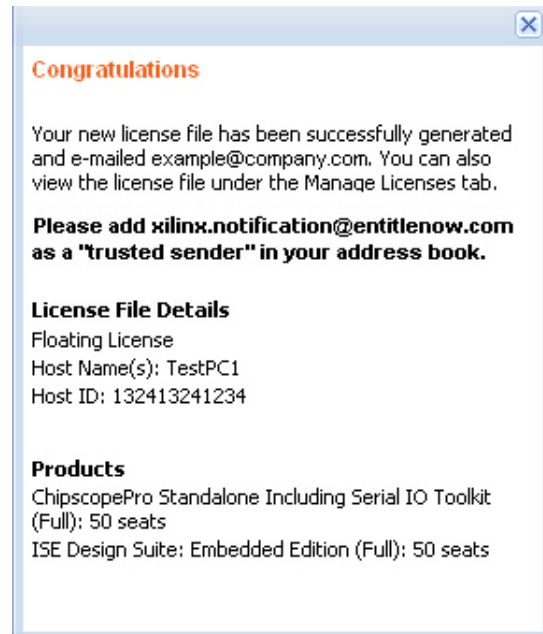 Congratulations
Your new license file has been successfully generated
and e-mailed example@company.com. You can also
view the license file under the Manage Licenses tab.
Please add xilinx.notification@entitlenow.com
as a "trusted sender" in your address book.
License File Details
Floating License
Host Name(s): TestPC1
Host ID: 132413241234
Products
ChipscopePro Standalone Including Serial IO Toolkit
(Full): 50 seats
ISE Design Suite: Embedded Edition (Full): 50 seats